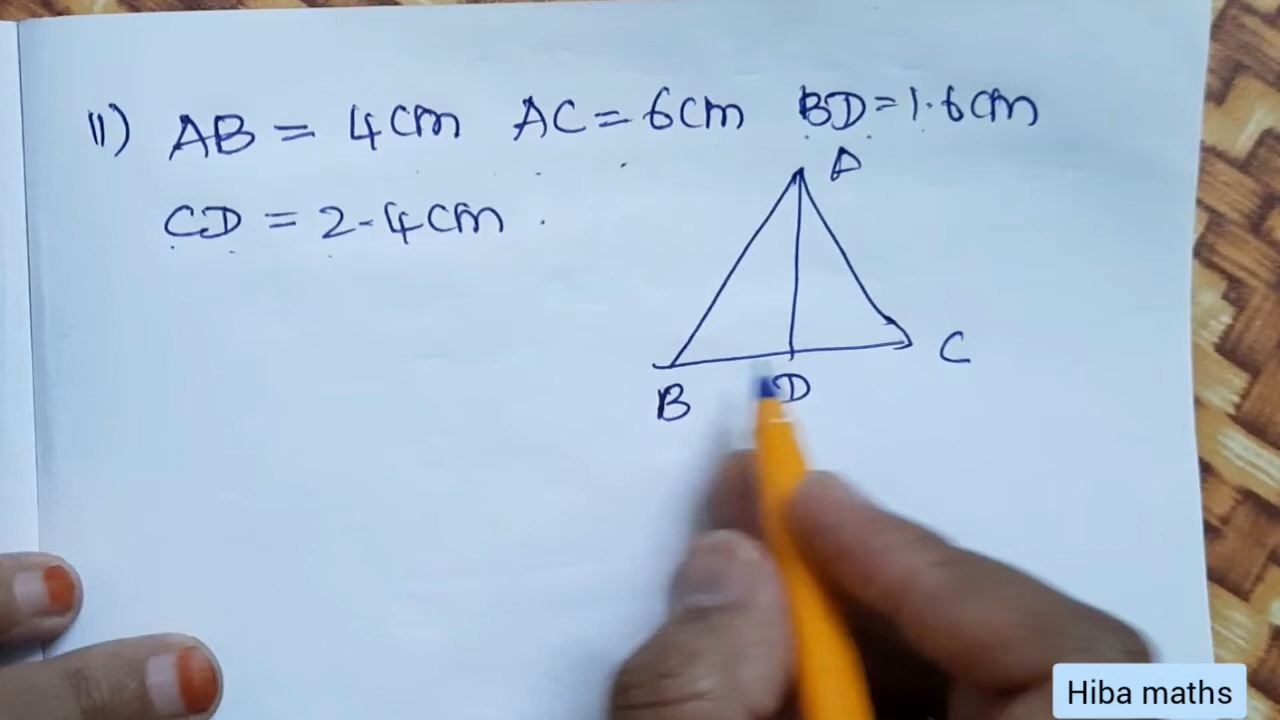 11) AB = 4cm AC = 6cm BD = 1.6cm
CD = 2.4cm.
A
C
B D
Hiba maths